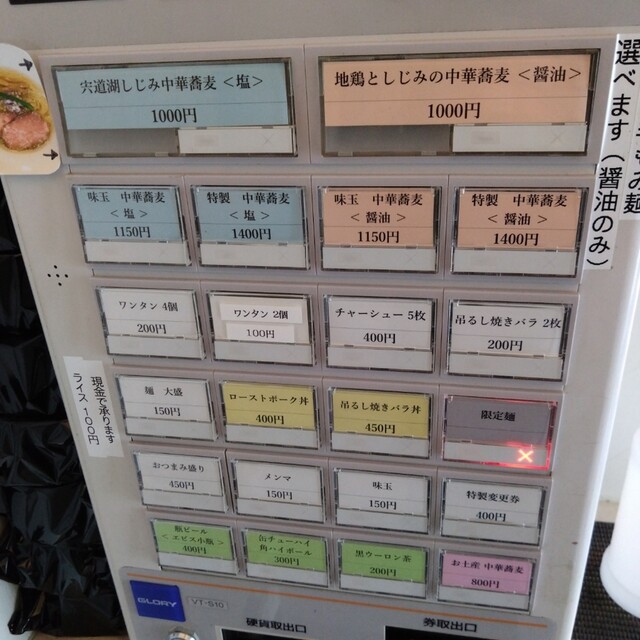 宍道湖しじみ中華蕎麦<塩>
1000円
地鶏としじみの中華蕎麦<醤油>
1000円
味玉 中華蕎麦
<塩>
1150円
特製 中華蕎麦
<塩>
1400円
味玉 中華蕎麦
<醤油>
1150円
特製 中華蕎麦
<醤油>
1400円
ワンタン 4個
200円
ワンタン 2個
100円
チャーシュー 5枚
400円
吊るし焼きバラ 2枚
200円
麺 大盛
150円
ローストポーク丼
400円
吊るし焼きバラ丼
450円
限定麺
×
おつまみ盛り
450円
メンマ
150円
味玉
150円
特製変更券
400円
瓶ビール
<エビス小瓶>
400円
缶チューハイ
角ハイボール
300円
黒ウーロン茶
200円
お土産 中華蕎麦
800円
現金で承ります
ライス100円
選べます(醤油のみ)
GLORY
VT-S10
硬貨取出口
券取出口